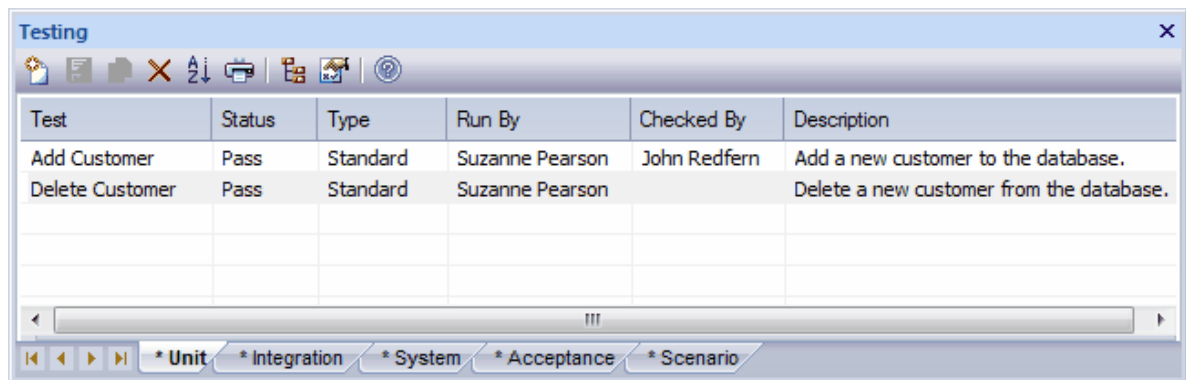 Testing
Test Status Type Run By Checked By Description
Add Customer Pass Standard Suzanne Pearson John Redfern Add a new customer to the database.
Delete Customer Pass Standard Suzanne Pearson Delete a new customer from the database.
* Unit * Integration * System * Acceptance * Scenario